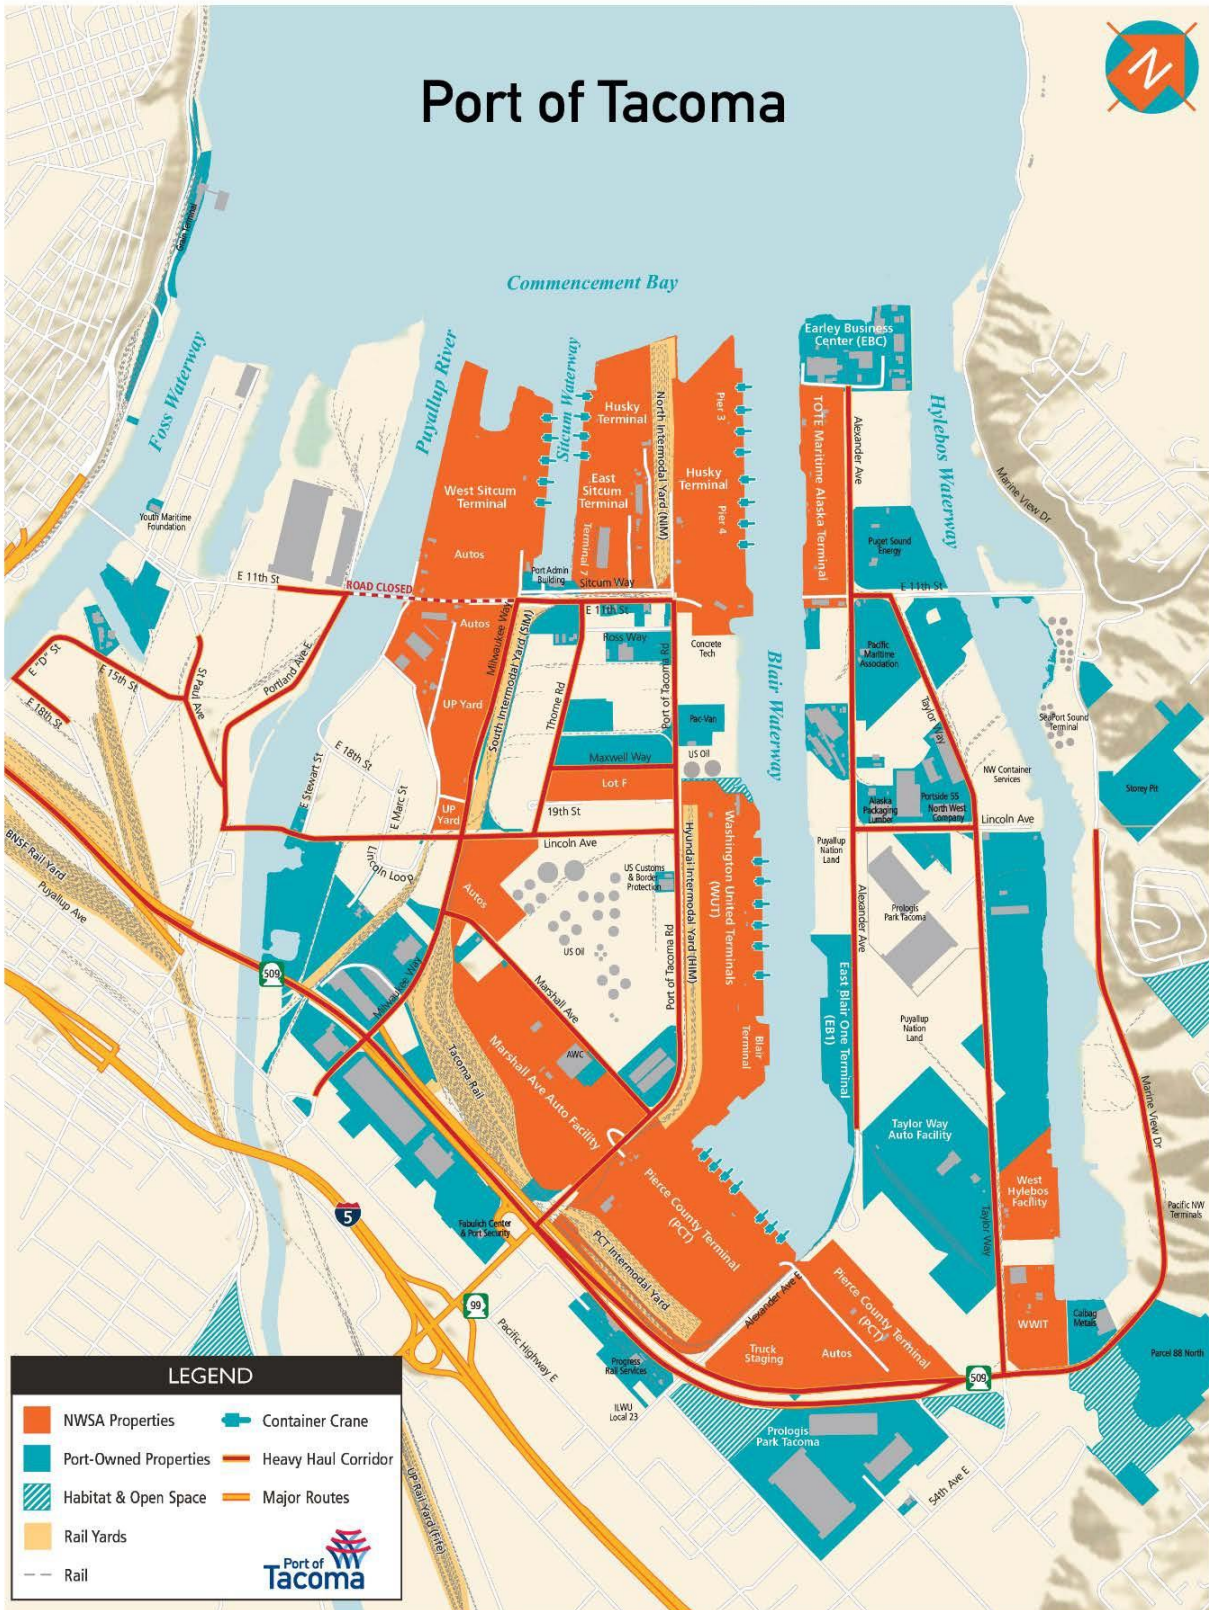 Port of Tacoma
N
Commencement Bay
Foss Waterway
Puyallup River
Sitcum Waterway
Blair Waterway
Hylebos Waterway
Grain Terminal
Earley Business
Center (EBC)
Husky
Terminal
North Intermodal Yard (NIM)
Pier 3
Husky
Terminal
Pier 4
TOTE Maritime Alaska Terminal
Alexander Ave
Marine View Dr
West Sitcum
Terminal
Autos
East
Sitcum
Terminal
Terminal 7
Youth Maritime
Foundation
Puget Sound
Energy
E 11th St
ROAD CLOSED
Port Admin
Building
Sitcum Way
E 11th St
E 11th St
Autos
Milwaukee Way
South Intermodal Yard (SIM)
Ross Way
Concrete
Tech
Port of Tacoma Rd
Pacific
Maritime
Association
E "D" St
E 15th St
E 18th St
St Paul Ave
Portland Ave E
UP Yard
Thorne Rd
Pac-Van
Taylor Way
SeaPort Sound
Terminal
E 18th St
E Stewart St
E Marc St
Maxwell Way
US Oil
Lot F
NW Container
Services
Storey Pit
UP
Yard
19th St
Alaska
Packaging
Lumber
Portside 55
North West
Company
Lincoln Ave
Lincoln Ave
Lincoln Loop
BNSF Rail Yard
Puyallup Ave
Autos
US Customs
& Border
Protection
Hyundai Intermodal Yard (HIM)
Washington United Terminals
(WUT)
Puyallup
Nation
Land
Alexander Ave
Prologis
Park Tacoma
509
US Oil
Port of Tacoma Rd
Milwaukee Way
Marshall Ave
East Blair One Terminal
(EB1)
Puyallup
Nation
Land
Blair
Terminal
Tacoma Rail
AWC
Marshall Ave Auto Facility
Marine View Dr
Taylor Way
Auto Facility
West
Hylebos
Facility
5
Pierce County Terminal
(PCT)
Taylor Way
Pacific NW
Terminals
Fabulich Center
& Port Security
PCT Intermodal Yard
Alexander Ave E
Pierce County Terminal
(PCT)
99
Pacific Highway E
WWIT
Calbag
Metals
Truck
Staging
Autos
Parcel 88 North
Progress
Rail Services
509
ILWU
Local 23
Prologis
Park Tacoma
54th Ave E
UP Rail Yard (Fife)
LEGEND
NWSA Properties
Port-Owned Properties
Habitat & Open Space
Rail Yards
Rail
Container Crane
Heavy Haul Corridor
Major Routes
Port of
Tacoma